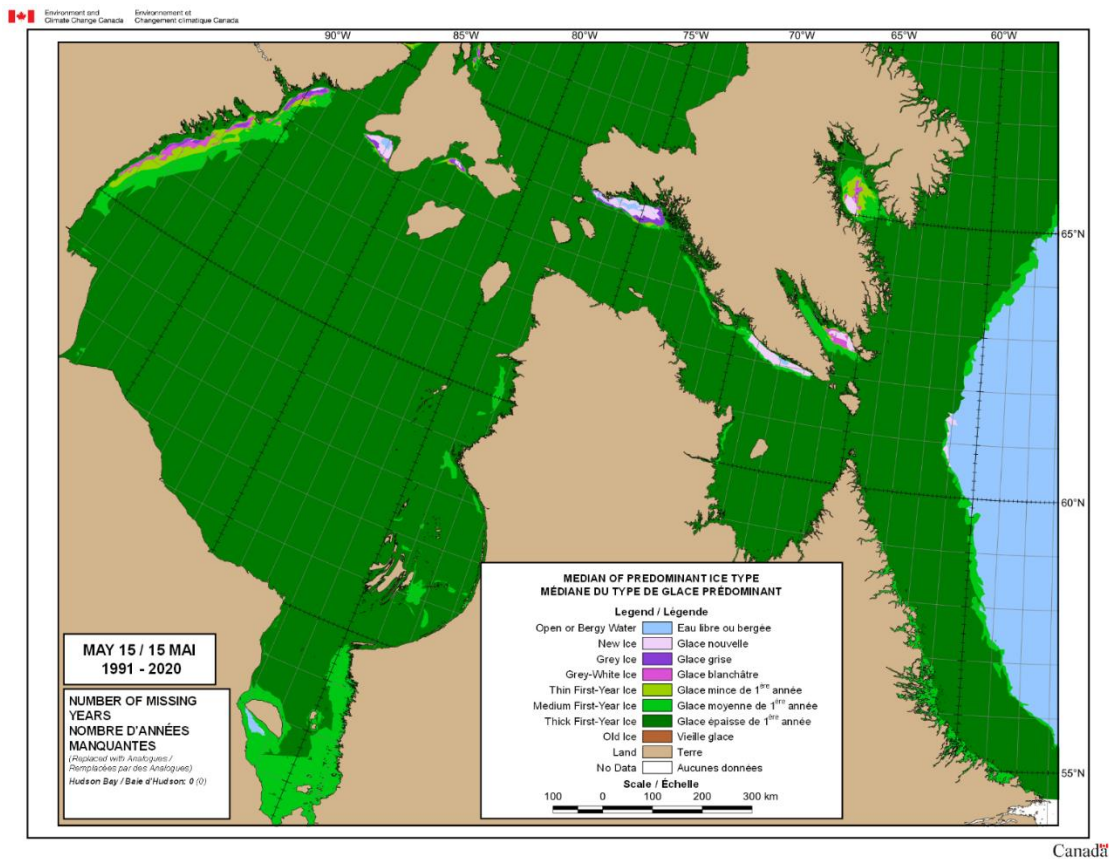 Environment and Environnement et
Climate Change Canada Changement climatique Canada
90°W 85°W 80°W 75°W 70°W 65°W 60°W
65°N
60°N
55°N
MAY 15 / 15 MAI
1991 - 2020
NUMBER OF MISSING
YEARS
NOMBRE D'ANNÉES
MANQUANTES
(Replaced with Analogues /
Remplacées par des Analogues)
Hudson Bay / Baie d'Hudson: 0 (0)
MEDIAN OF PREDOMINANT ICE TYPE
MÉDIANE DU TYPE DE GLACE PRÉDOMINANT
Legend / Légende
Open or Bergy Water Eau libre ou bergée
New Ice Glace nouvelle
Grey Ice Glace grise
Grey-White Ice Glace blanchâtre
Thin First-Year Ice Glace mince de 1ère année
Medium First-Year Ice Glace moyenne de 1ère année
Thick First-Year Ice Glace épaisse de 1ère année
Old Ice Vieille glace
Land Terre
No Data Aucunes données
Scale / Échelle
100 0 100 200 300 km
Canada